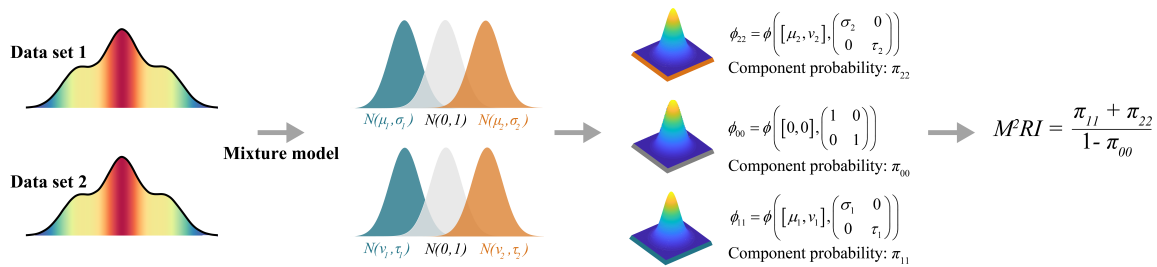 Data set 1
Data set 2
Mixture model
N(μ₁,σ₁) N(0,1) N(μ₂,σ₂)
N(ν₁,τ₁) N(0,1) N(ν₂,τ₂)
ϕ₂₂ = ϕ([μ₂,ν₂], (σ₂ 0
0 τ₂))
Component probability: π₂₂
ϕ₀₀ = ϕ([0,0], (1 0
0 1))
Component probability: π₀₀
ϕ₁₁ = ϕ([μ₁,ν₁], (σ₁ 0
0 τ₁))
Component probability: π₁₁
M²RI = (π₁₁ + π₂₂)
/ (1- π₀₀)